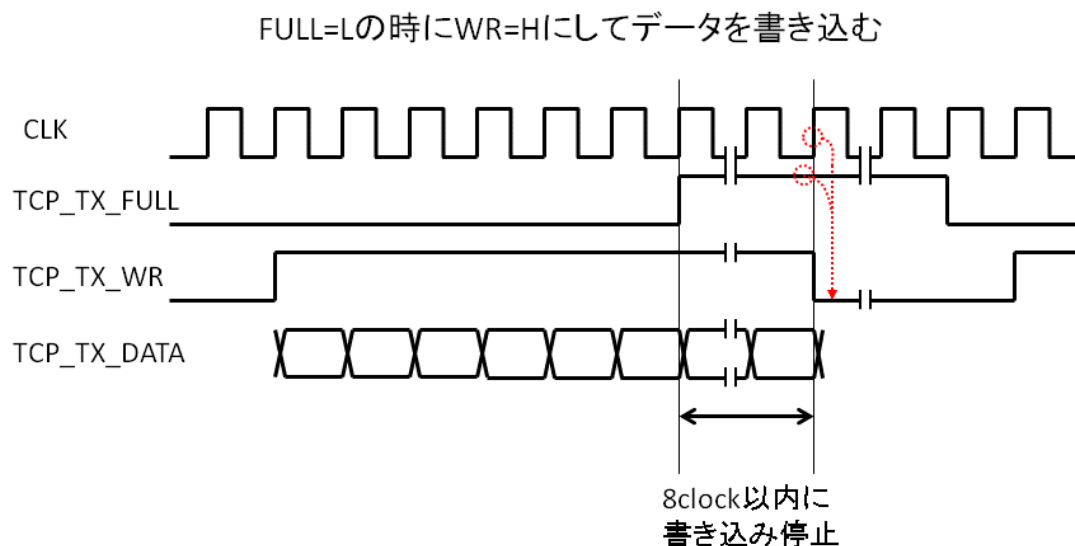 FULL=Lの時にWR=Hにしてデータを書き込む
CLK
TCP_TX_FULL
TCP_TX_WR
TCP_TX_DATA
8clock以内に
書き込み停止